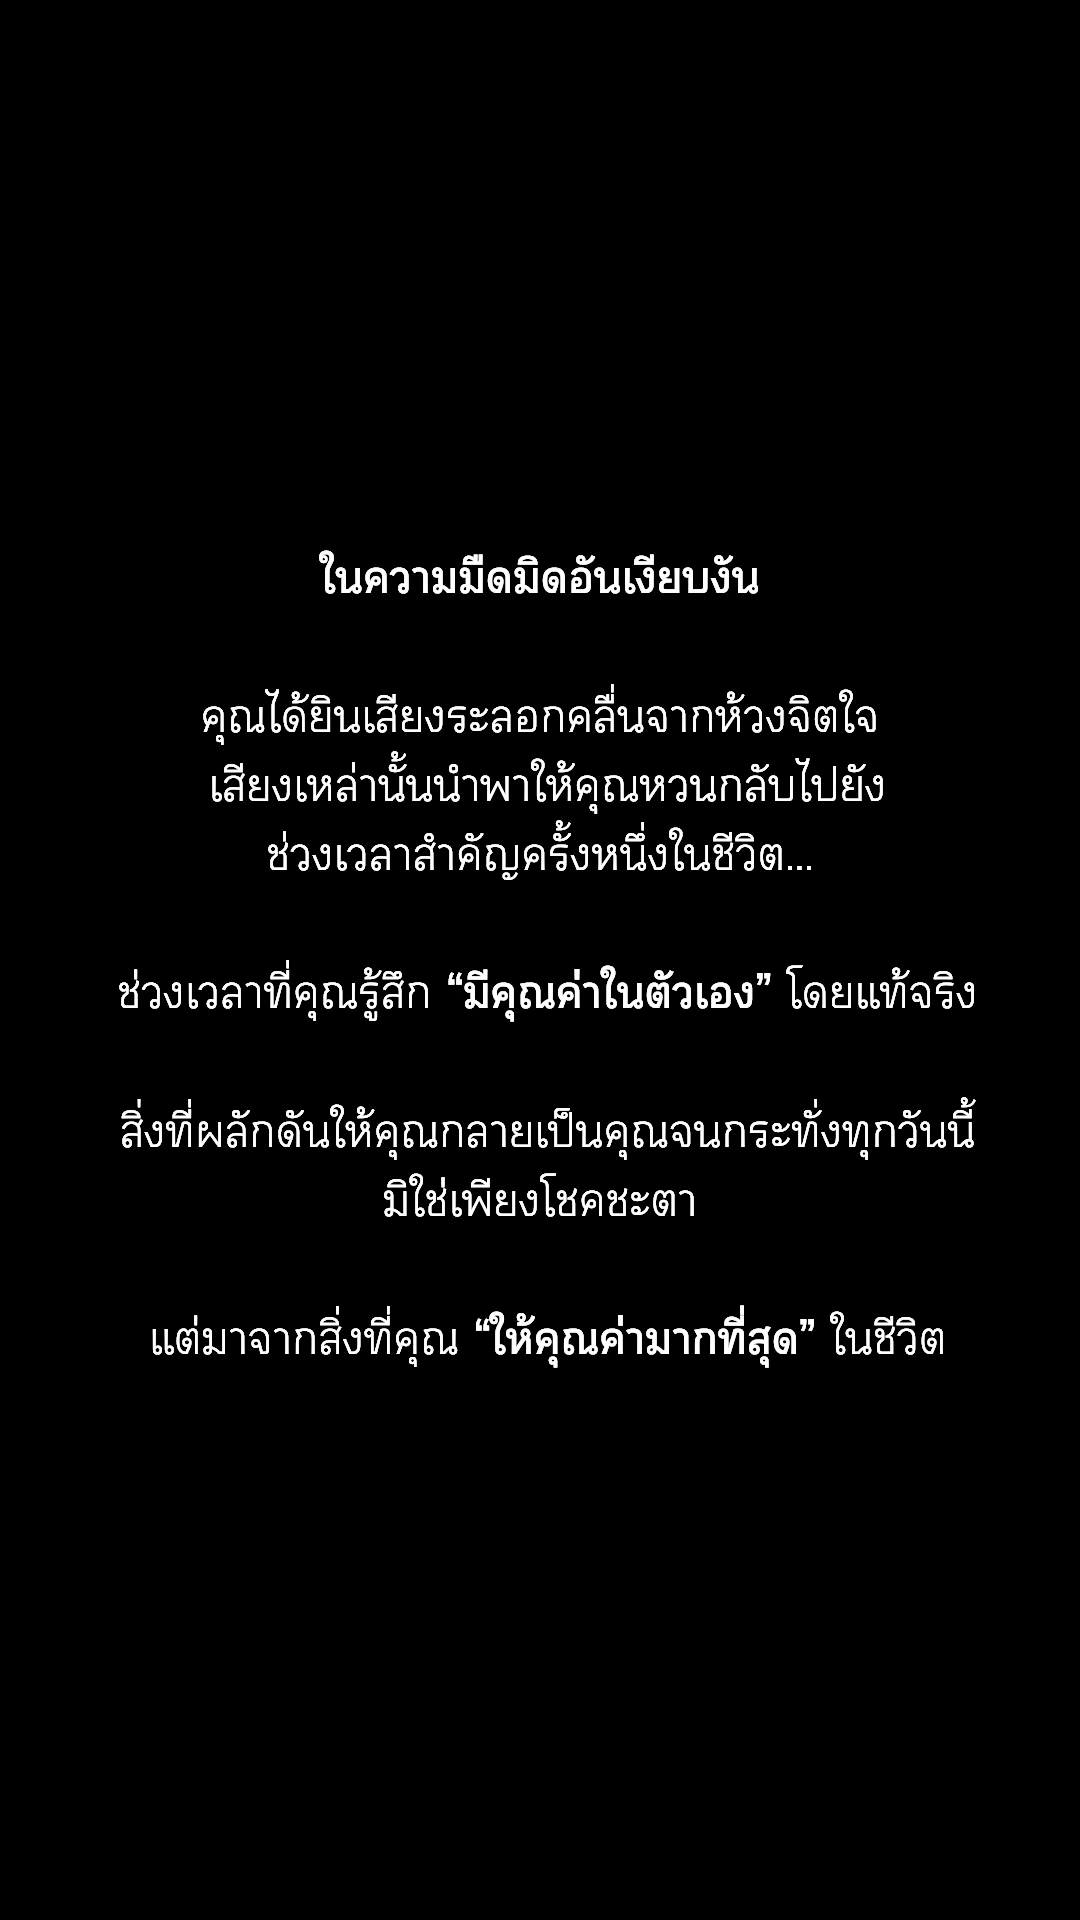 ในความมืดมิดอันเงียบงัน
คุณได้ยินเสียงระลอกคลื่นจากห้วงจิตใจ
เสียงเหล่านั้นนำพาให้คุณหวนกลับไปยัง
ช่วงเวลาสำคัญครั้งหนึ่งในชีวิต...
ช่วงเวลาที่คุณรู้สึก “มีคุณค่าในตัวเอง” โดยแท้จริง
สิ่งที่ผลักดันให้คุณกลายเป็นคุณจนกระทั่งทุกวันนี้
มิใช่เพียงโชคชะตา
แต่มาจากสิ่งที่คุณ “ให้คุณค่ามากที่สุด” ในชีวิต